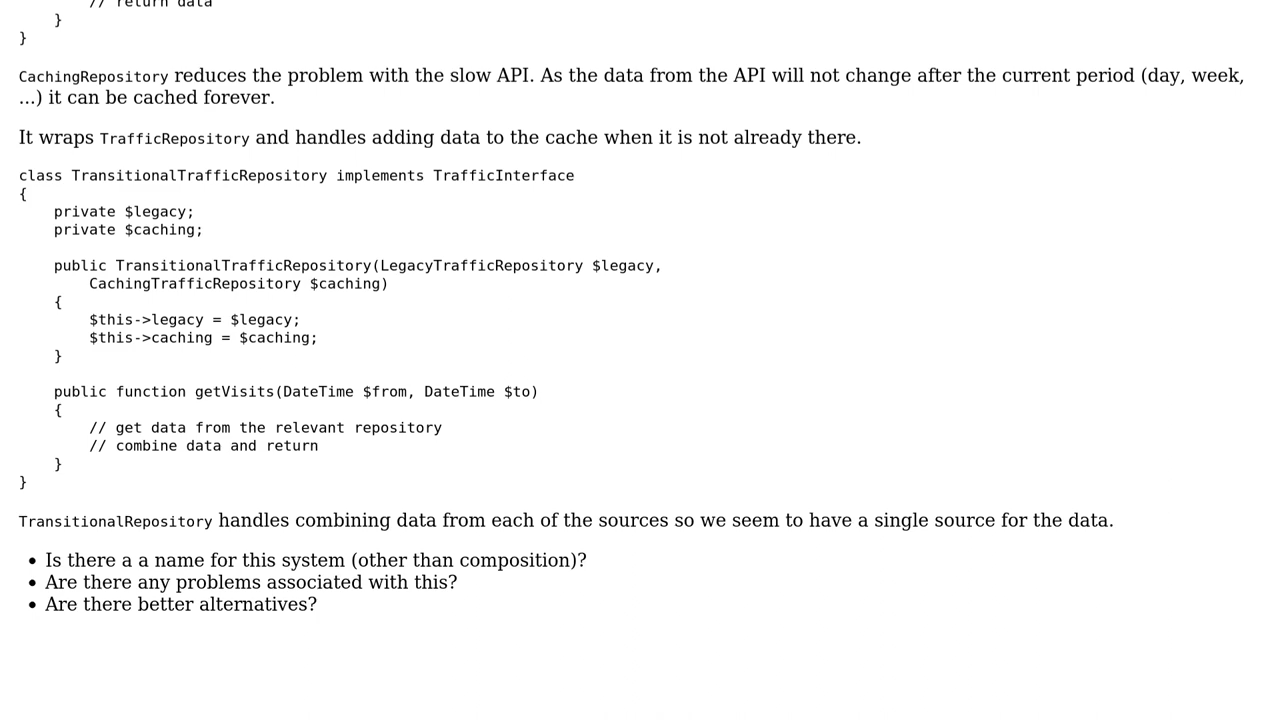 // return data
    }
}
CachingRepository reduces the problem with the slow API. As the data from the API will not change after the current period (day, week,
...) it can be cached forever.
It wraps TrafficRepository and handles adding data to the cache when it is not already there.
class TransitionalTrafficRepository implements TrafficInterface
{
    private $legacy;
    private $caching;
    public TransitionalTrafficRepository(LegacyTrafficRepository $legacy,
        CachingTrafficRepository $caching)
    {
        $this->legacy = $legacy;
        $this->caching = $caching;
    }
    public function getVisits(DateTime $from, DateTime $to)
    {
        // get data from the relevant repository
        // combine data and return
    }
}
TransitionalRepository handles combining data from each of the sources so we seem to have a single source for the data.
• Is there a a name for this system (other than composition)?
• Are there any problems associated with this?
• Are there better alternatives?